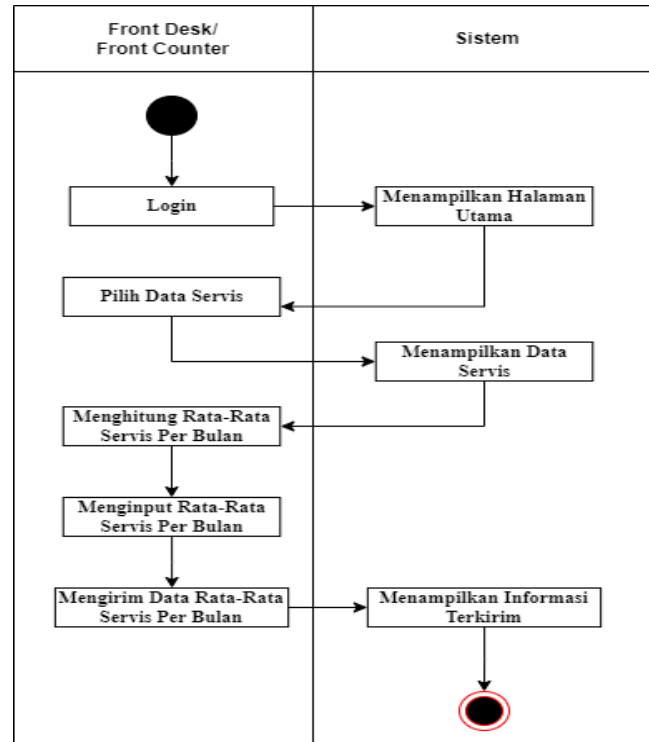 Front Desk/
Front Counter
Sistem
Login
Menampilkan Halaman
Utama
Pilih Data Servis
Menampilkan Data
Servis
Menghitung Rata-Rata
Servis Per Bulan
Menginput Rata-Rata
Servis Per Bulan
Mengirim Data Rata-Rata
Servis Per Bulan
Menampilkan Informasi
Terkirim